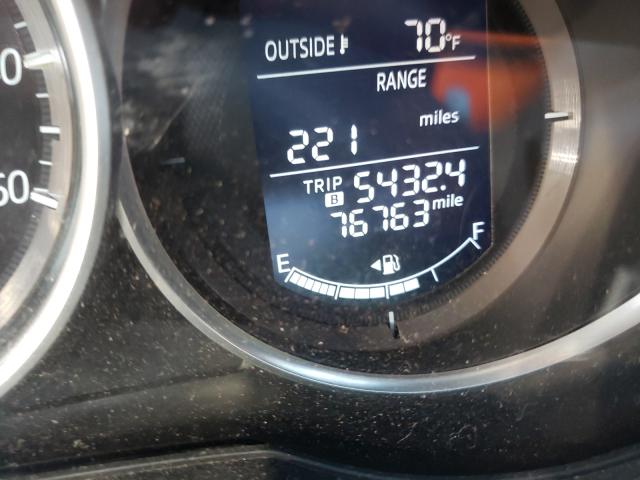 OUTSIDE 70°F
RANGE
221 miles
TRIP B 5432.4
76763 mile
E F